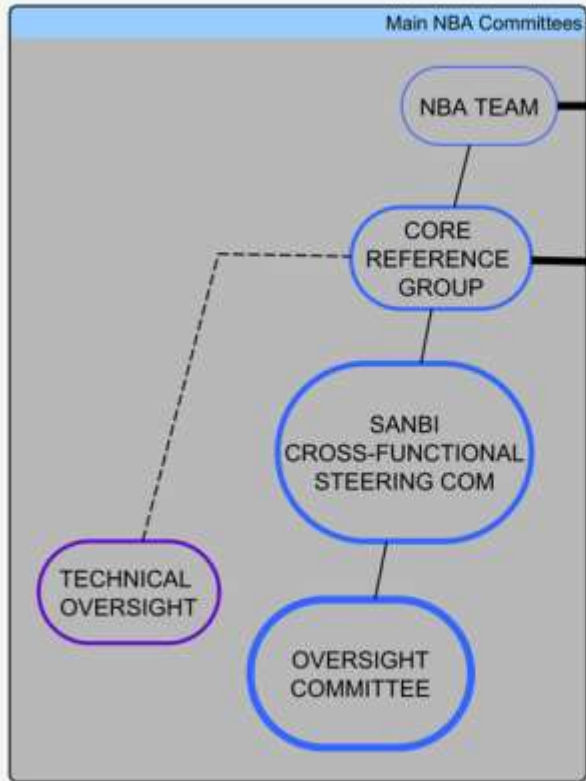 Main NBA Committees
NBA TEAM
CORE
REFERENCE
GROUP
SANBI
CROSS-FUNCTIONAL
STEERING COM
TECHNICAL
OVERSIGHT
OVERSIGHT
COMMITTEE